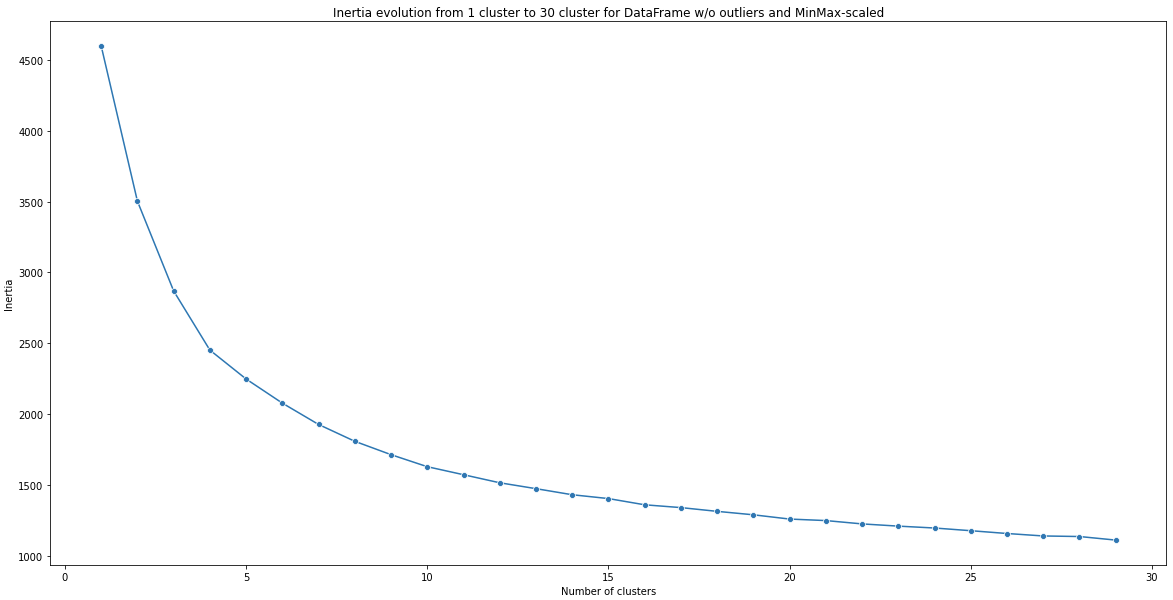 Inertia evolution from 1 cluster to 30 cluster for DataFrame w/o outliers and MinMax-scaled
4500
4000
3500
3000
2500
2000
1500
1000
Inertia
0 5 10 15 20 25 30
Number of clusters